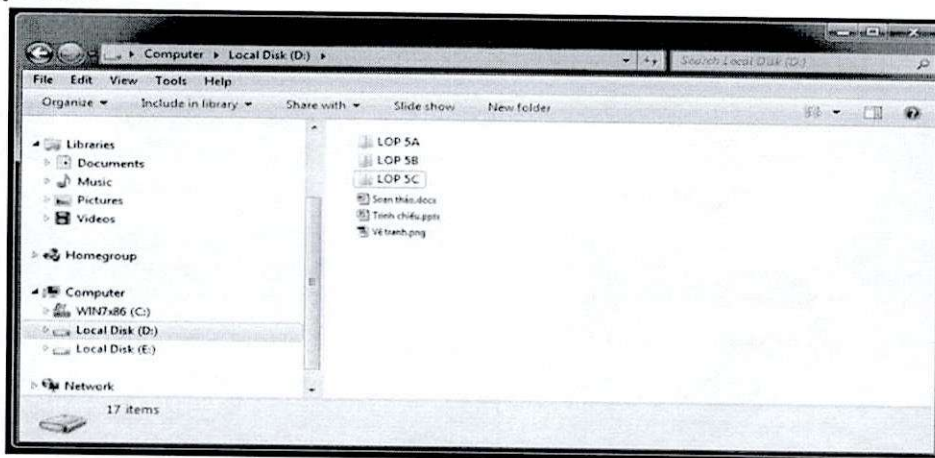 Computer ▸ Local Disk (D:) ▸
Search Local Disk (D:)
File Edit View Tools Help
Organize Include in library Share with Slide show New folder
Libraries
Documents
Music
Pictures
Videos
Homegroup
Computer
WIN7x86 (C:)
Local Disk (D:)
Local Disk (E:)
Network
LOP 5A
LOP 5B
LOP 5C
Soạn thảo.docx
Trình chiếu.pptx
Vẽ tranh.png
17 items